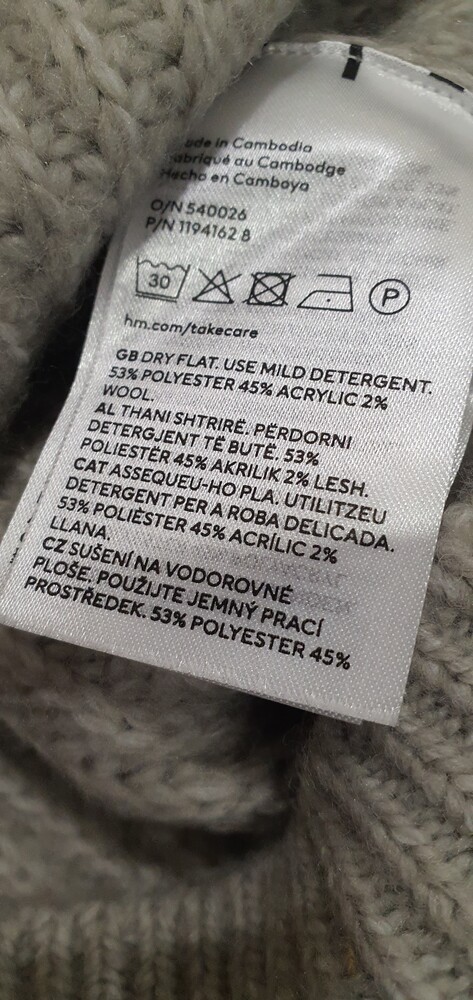 Made in Cambodia
Fabriqué au Cambodge
Hecho en Camboya
O/N 540026
P/N 1194162 8
30 P
hm.com/takecare
GB DRY FLAT. USE MILD DETERGENT.
53% POLYESTER 45% ACRYLIC 2%
WOOL.
AL THANI SHTRIRË. PËRDORNI
DETERGJENT TË BUTË. 53%
POLIESTËR 45% AKRILIK 2% LESH.
CAT ASSEQUEU-HO PLA. UTILITZEU
DETERGENT PER A ROBA DELICADA.
53% POLIÈSTER 45% ACRÍLIC 2%
LLANA.
CZ SUŠENÍ NA VODOROVNÉ
PLOŠE. POUŽIJTE JEMNÝ PRACÍ
PROSTŘEDEK. 53% POLYESTER 45%